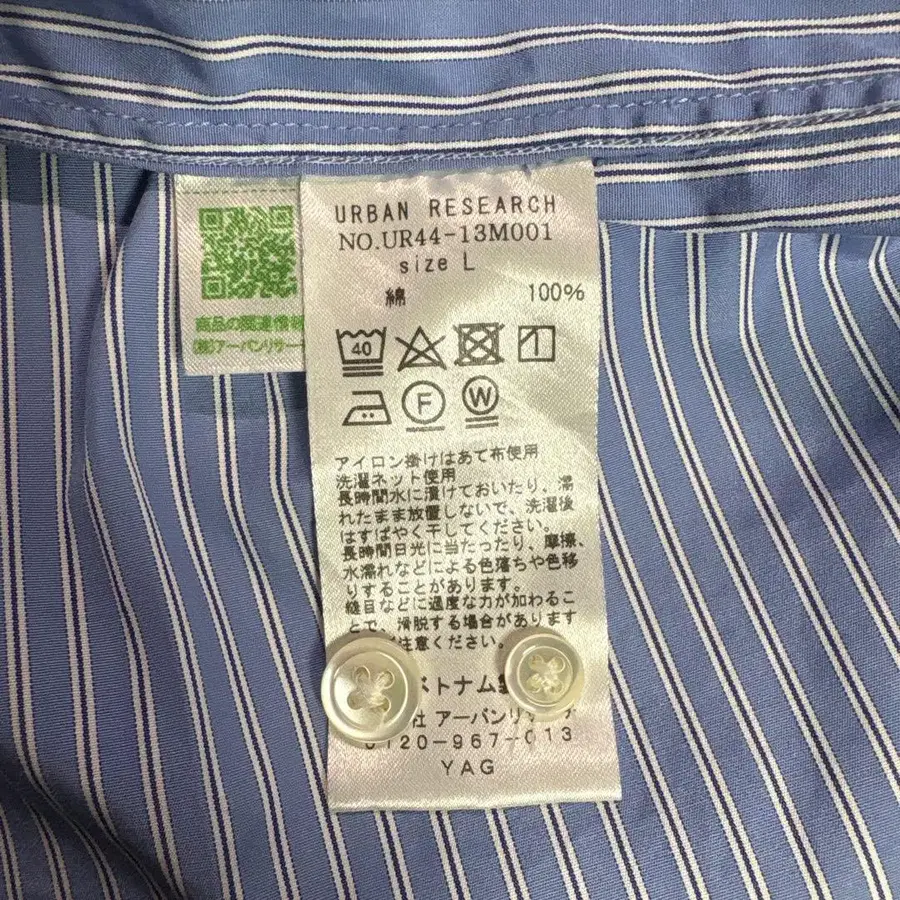 URBAN RESEARCH
NO.UR44-13M001
size L
綿 100%
40
F
W
アイロン掛けはあて布使用
洗濯ネット使用
長時間水に漬けておいたり、濡
れたまま放置しないで、洗濯後
はすばやく干してください。
長時間日光に当たったり、摩擦、
水濡れなどによる色落ちや色移
りすることがあります。
縫目などに過度な力が加わるこ
とで、滑脱する場合があります
注意ください。
トナム
社 アーバンリサーチ
0120-967-013
YAG
商品の関連情報
(株)アーバンリサー